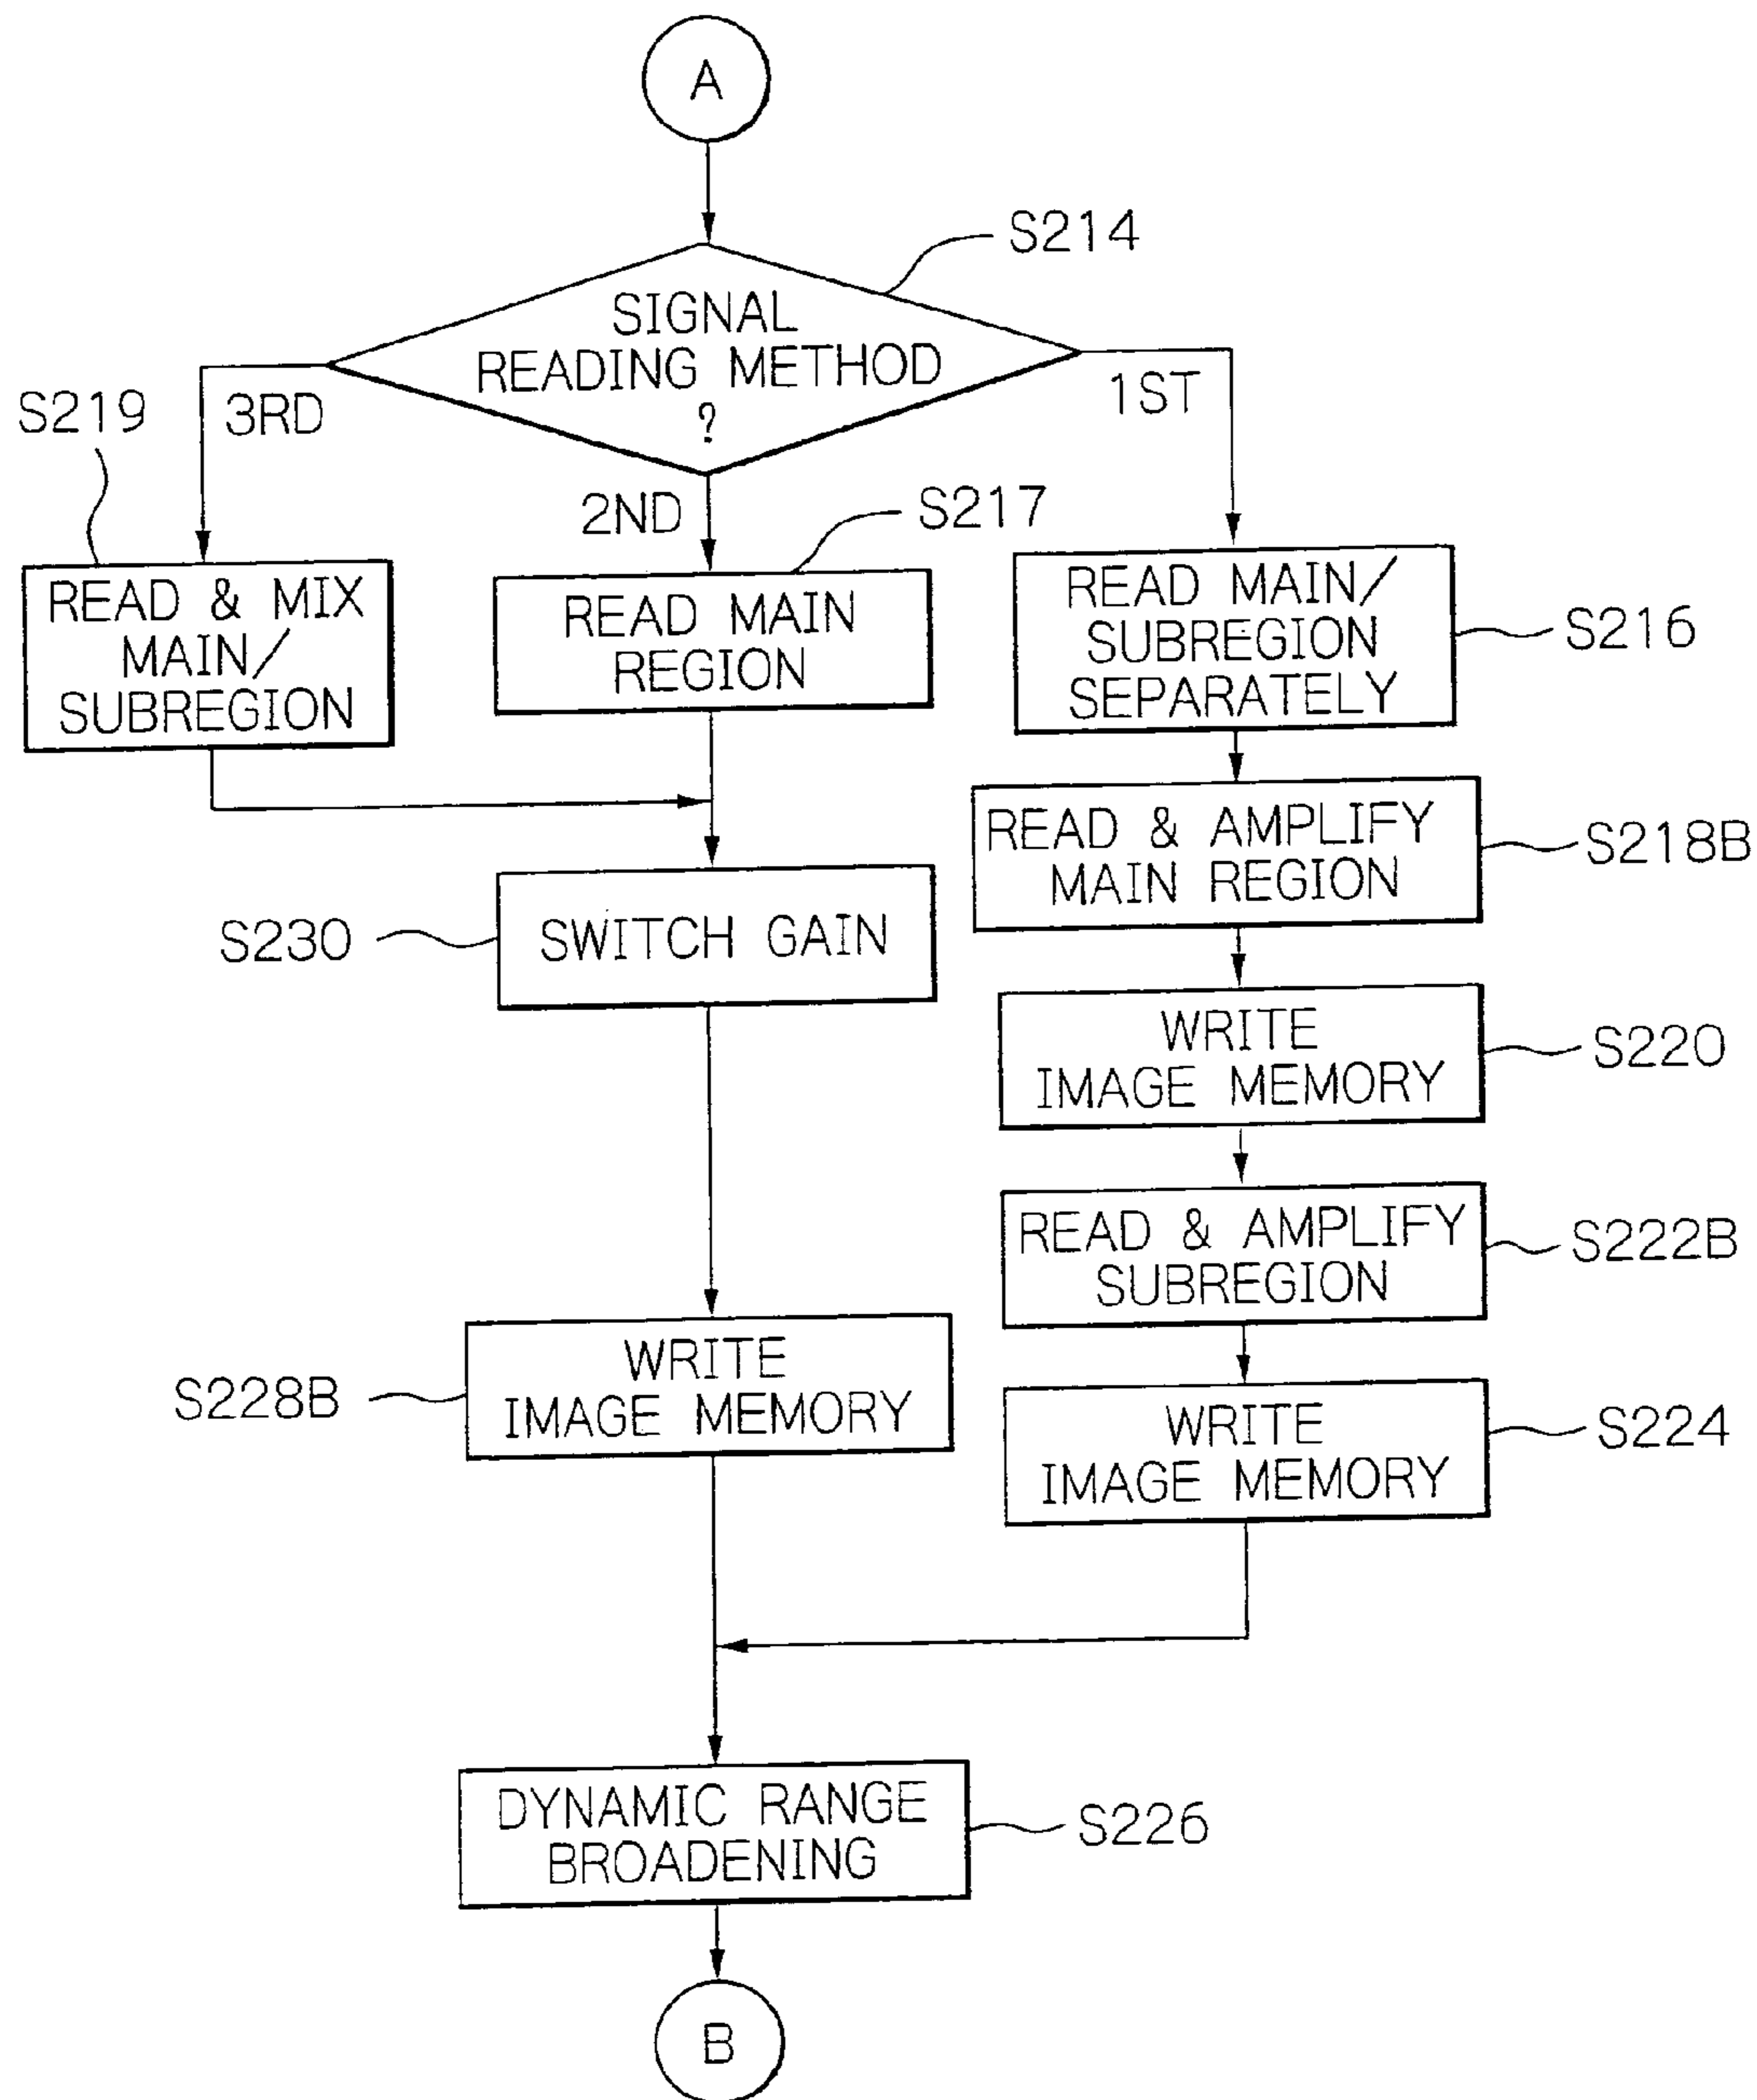 A
S214
SIGNAL
READING METHOD
?
3RD
2ND
1ST
S219
READ & MIX
MAIN/
SUBREGION
S217
READ MAIN
REGION
READ MAIN/
SUBREGION
SEPARATELY
S216
READ & AMPLIFY
MAIN REGION
S218B
S230
SWITCH GAIN
WRITE
IMAGE MEMORY
S220
READ & AMPLIFY
SUBREGION
S222B
S228B
WRITE
IMAGE MEMORY
WRITE
IMAGE MEMORY
S224
DYNAMIC RANGE
BROADENING
S226
B